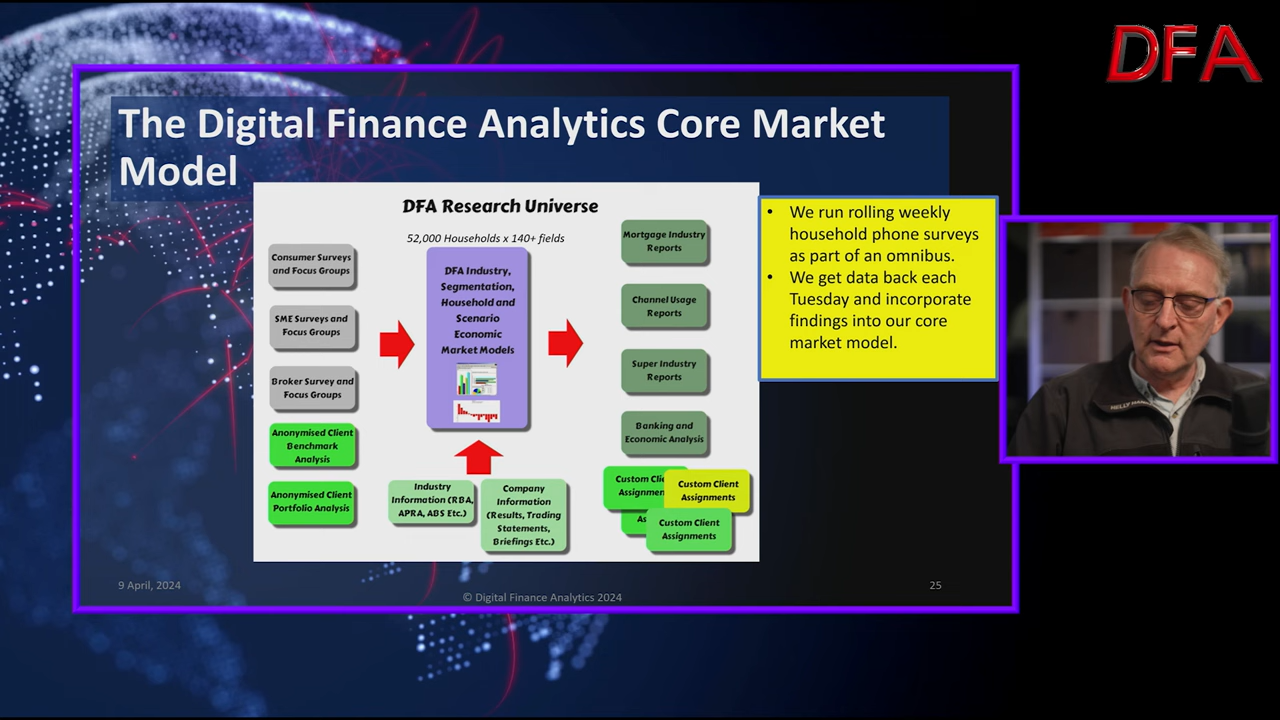 DFA
The Digital Finance Analytics Core Market
Model
DFA Research Universe
52,000 Households x 140+ fields
Consumer Surveys
and Focus Groups
SME Surveys and
Focus Groups
Broker Survey and
Focus Groups
Anonymised Client
Benchmark
Analysis
Anonymised Client
Portfolio Analysis
DFA Industry,
Segmentation,
Household and
Scenario
Economic
Market Models
Industry
Information (RBA,
APRA, ABS Etc.)
Company
Information
(Results, Trading
Statements,
Briefings Etc.)
Mortgage Industry
Reports
Channel Usage
Reports
Super Industry
Reports
Banking and
Economic Analysis
Custom Clie
Assignmen
Custom Client
Assignments
As
Custom Client
Assignments
• We run rolling weekly
household phone surveys
as part of an omnibus.
• We get data back each
Tuesday and incorporate
findings into our core
market model.
9 April, 2024
© Digital Finance Analytics 2024
25